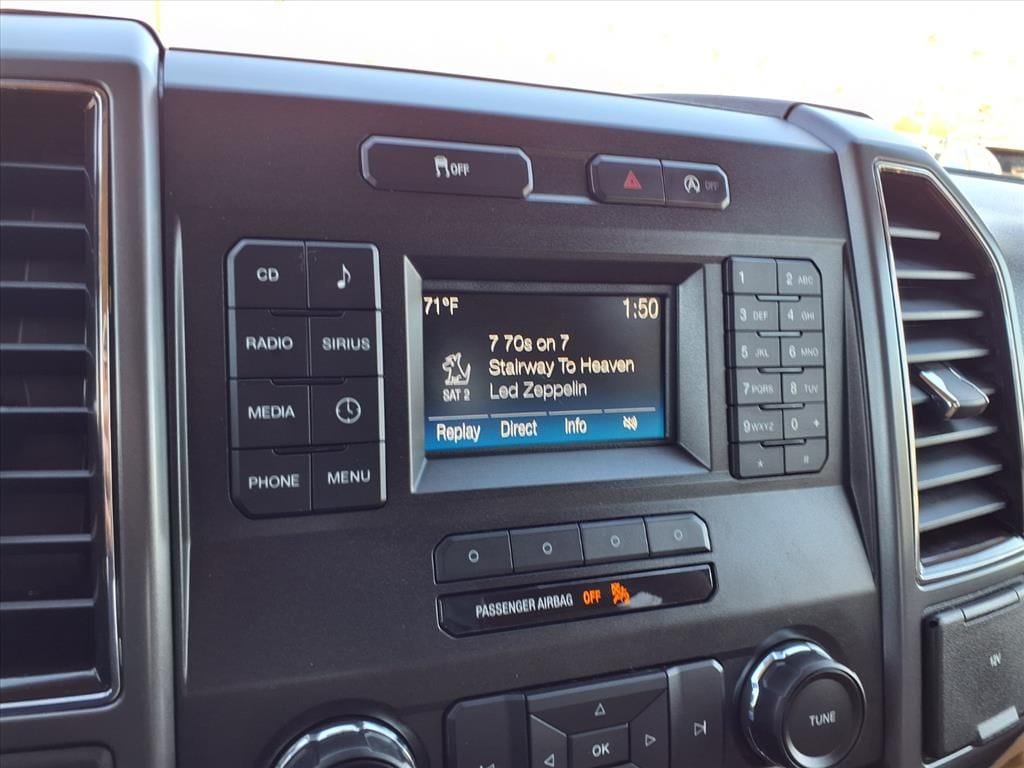 OFF
OFF
CD
RADIO SIRIUS
MEDIA
PHONE MENU
71°F 1:50
7 70s on 7
Stairway To Heaven
Led Zeppelin
SAT 2
Replay Direct Info
1 2 ABC
3 DEF 4 GHI
5 JKL 6 MNO
7 PQRS 8 TUV
9 WXYZ 0 +
* #
PASSENGER AIRBAG OFF
OK
TUNE
12V